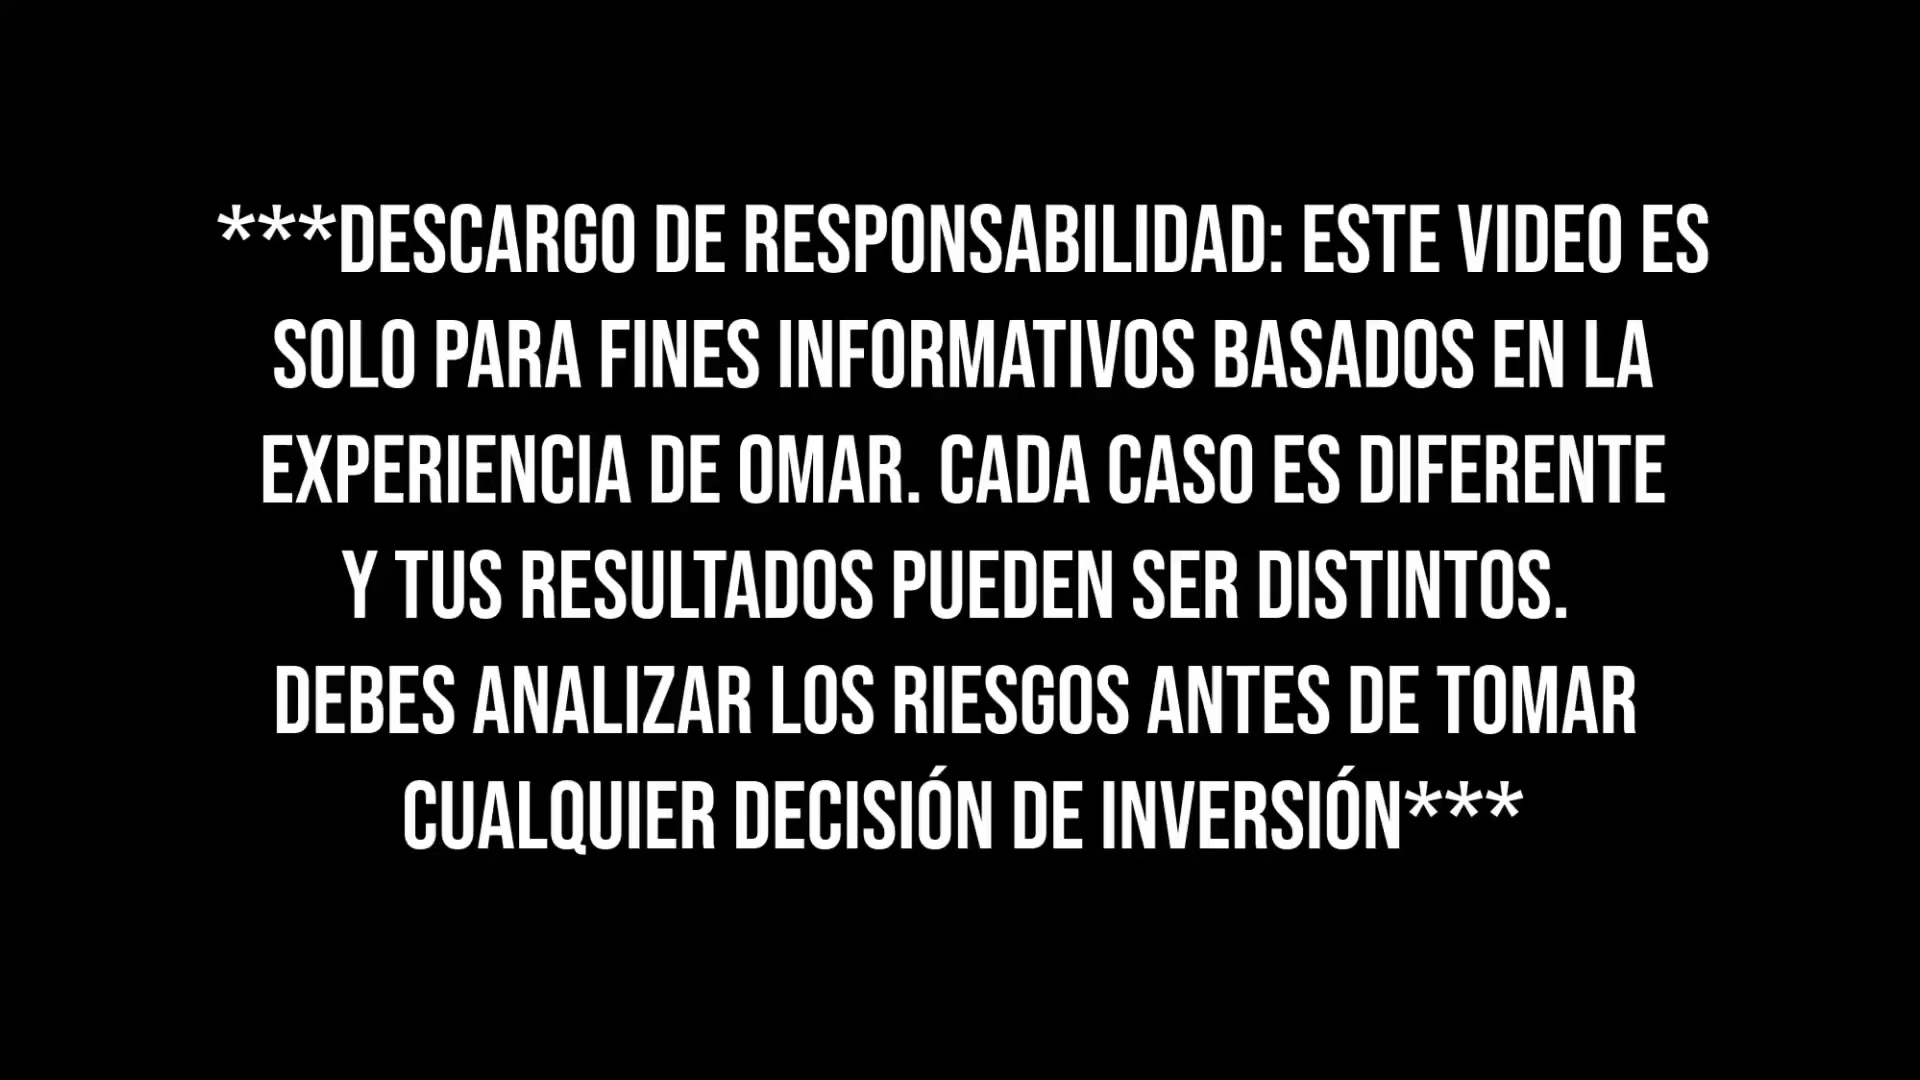 ***DESCARGO DE RESPONSABILIDAD: ESTE VIDEO ES
SOLO PARA FINES INFORMATIVOS BASADOS EN LA
EXPERIENCIA DE OMAR. CADA CASO ES DIFERENTE
Y TUS RESULTADOS PUEDEN SER DISTINTOS.
DEBES ANALIZAR LOS RIESGOS ANTES DE TOMAR
CUALQUIER DECISIÓN DE INVERSIÓN***